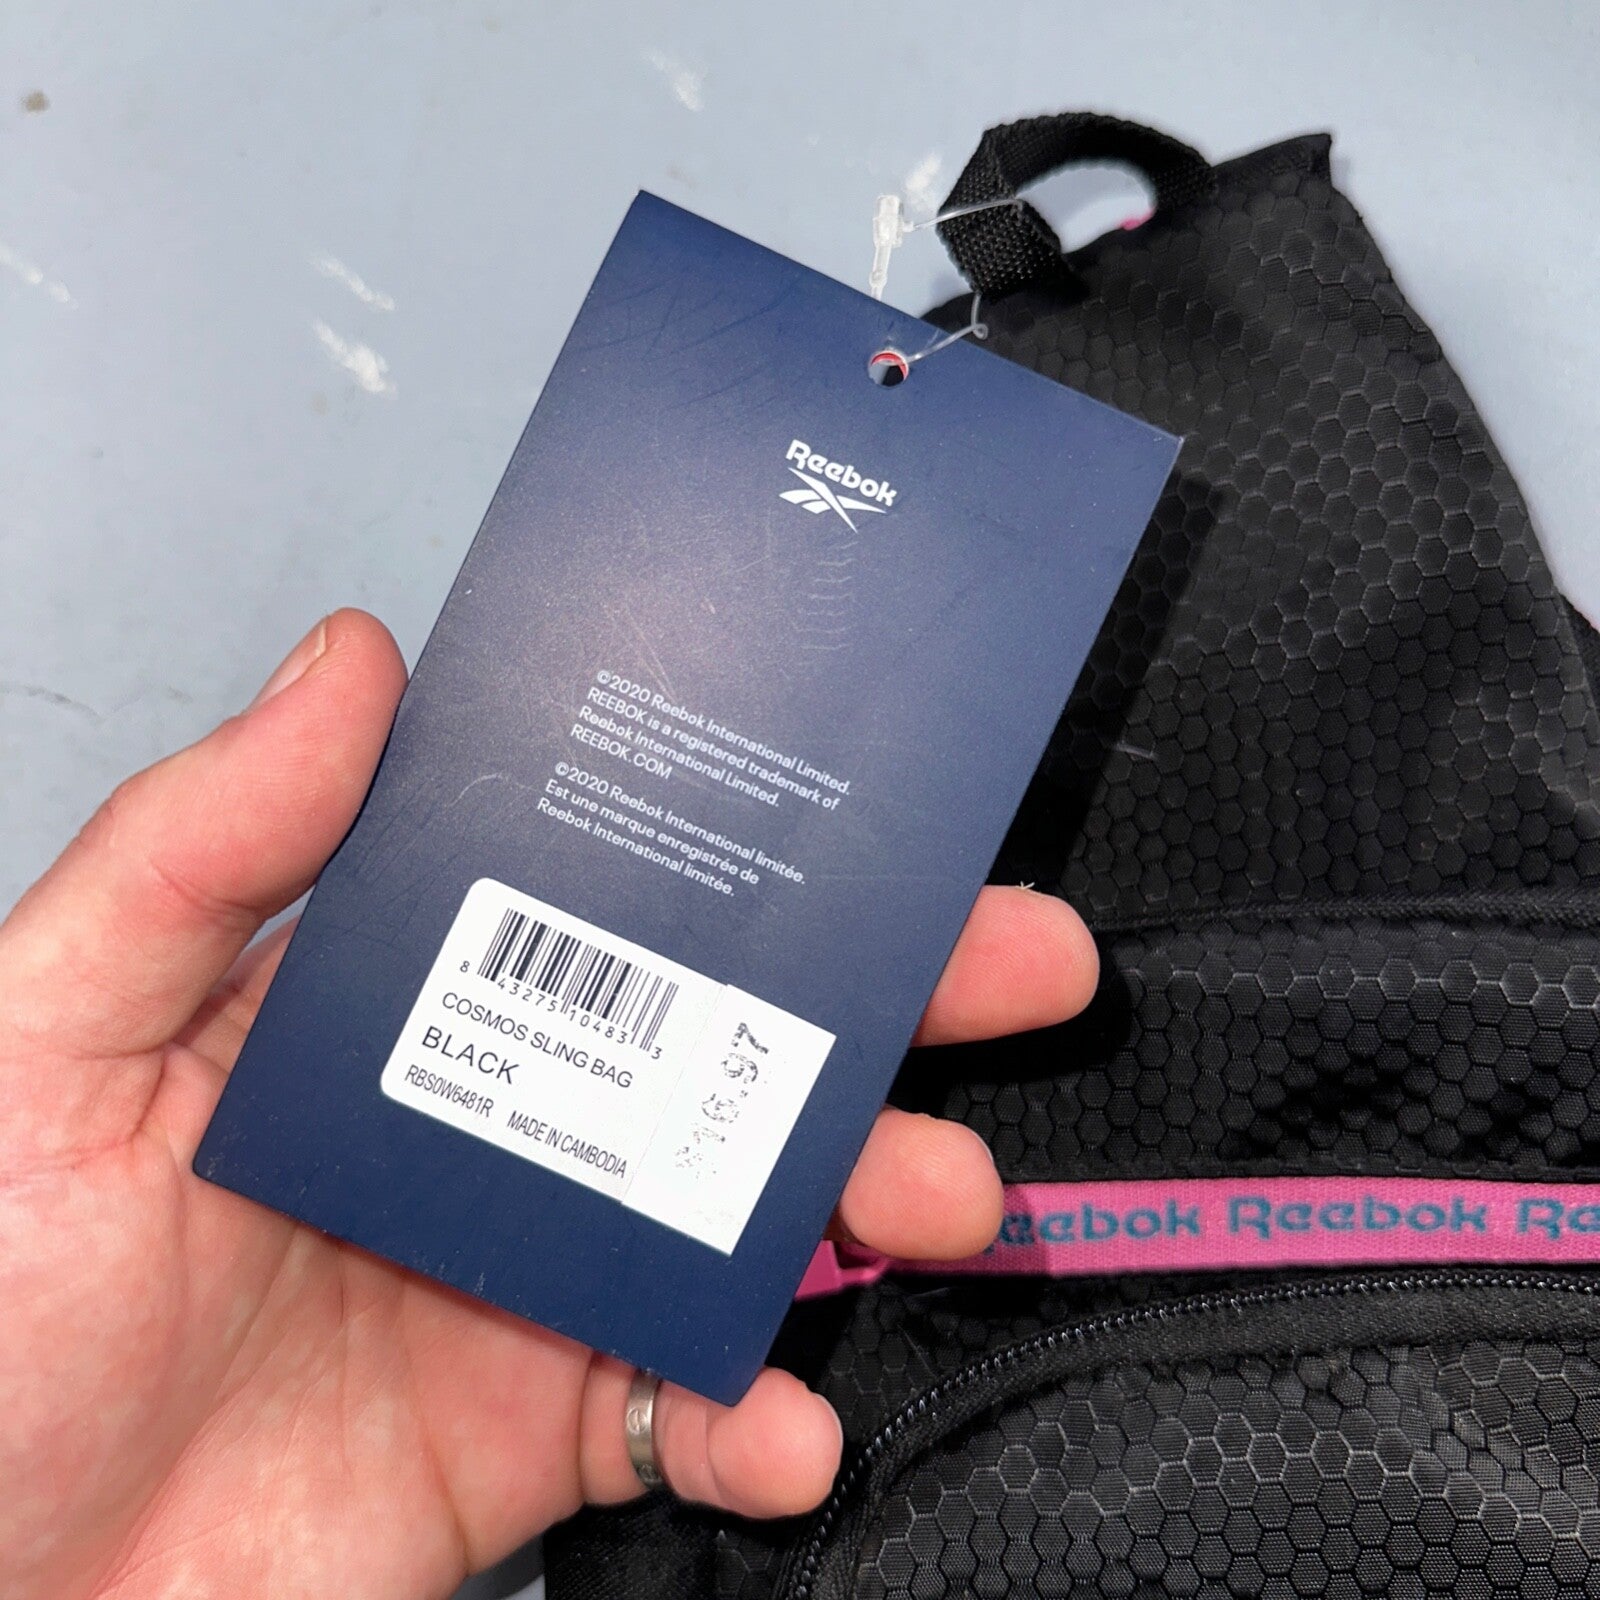 Reebok
©2020 Reebok International Limited.
REEBOK is a registered trademark of
Reebok International Limited.
REEBOK.COM
©2020 Reebok International limitée.
Est une marque enregistrée de
Reebok International limitée.
8 43275 10483 3
COSMOS SLING BAG
BLACK
RBS0W6481R MADE IN CAMBODIA
Reebok Reebok Re